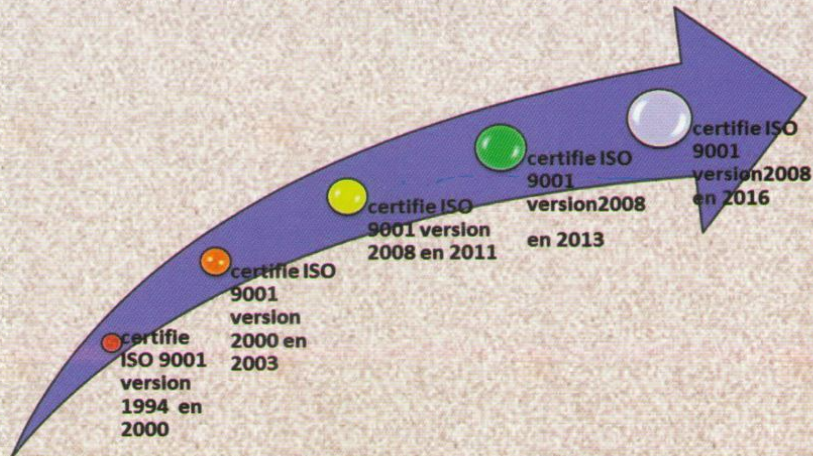 certifie
ISO 9001
version
1994 en
2000
certifie ISO
9001
version
2000 en
2003
certifie ISO
9001 version
2008 en 2011
certifie ISO
9001
version2008
en 2013
certifie ISO
9001
version2008
en 2016